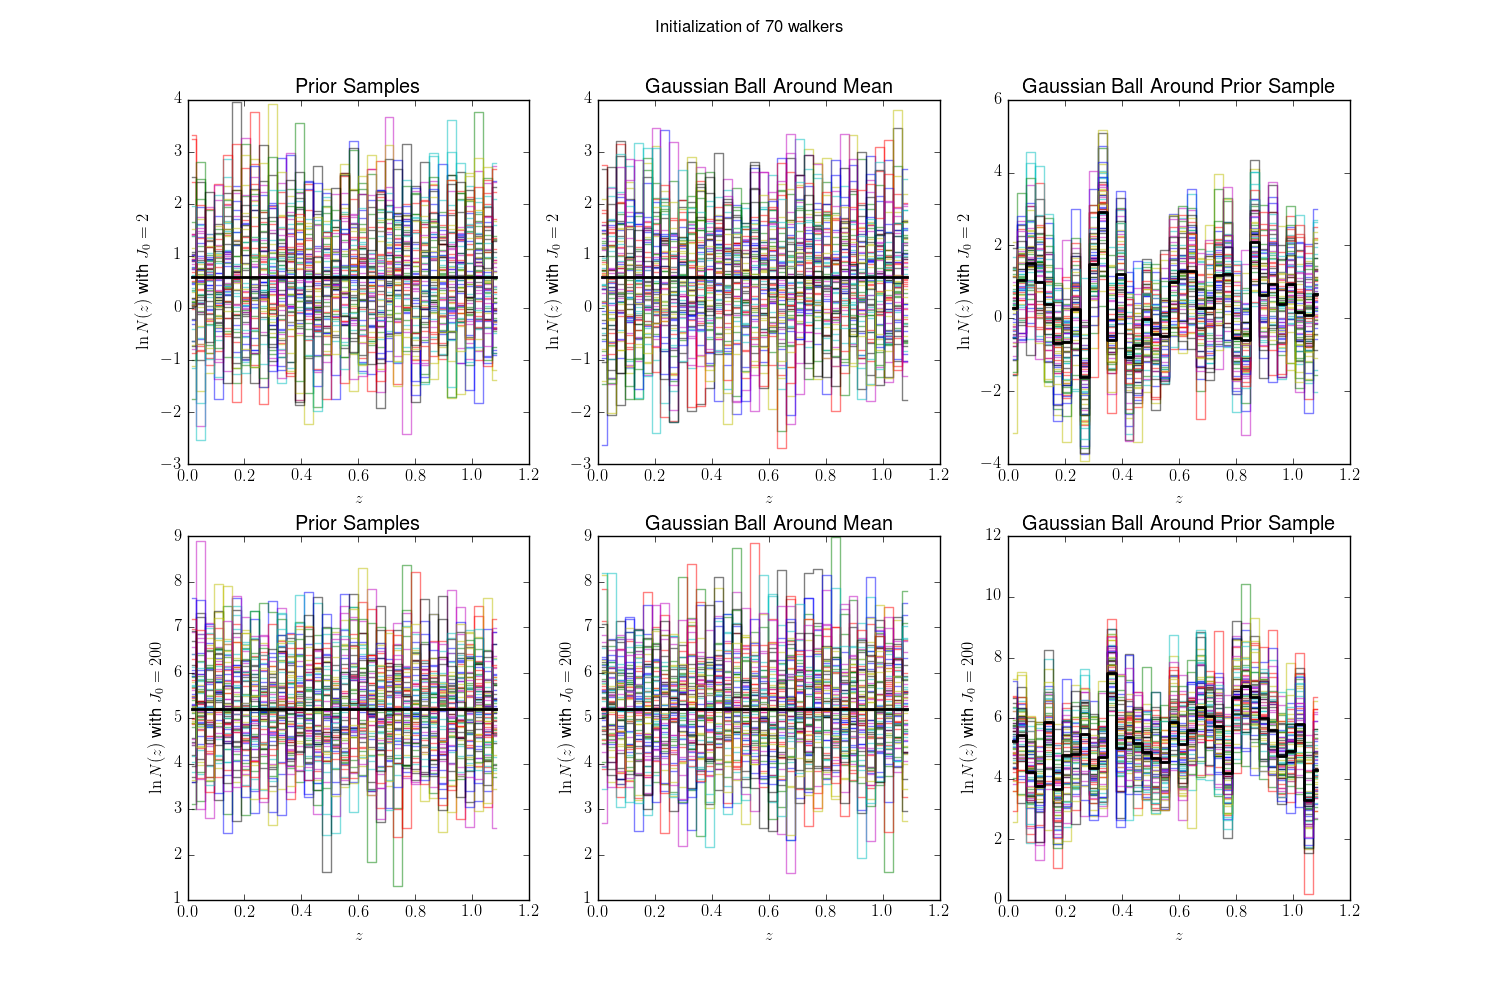 Initialization of 70 walkers
Prior Samples
Gaussian Ball Around Mean
Gaussian Ball Around Prior Sample
4
3
2
1
0
−1
−2
−3
ln N(z) with J₀ = 2
0.0 0.2 0.4 0.6 0.8 1.0 1.2
z
4
3
2
1
0
−1
−2
−3
ln N(z) with J₀ = 2
0.0 0.2 0.4 0.6 0.8 1.0 1.2
z
6
4
2
0
−2
−4
ln N(z) with J₀ = 2
0.0 0.2 0.4 0.6 0.8 1.0 1.2
z
Prior Samples
Gaussian Ball Around Mean
Gaussian Ball Around Prior Sample
9
8
7
6
5
4
3
2
1
ln N(z) with J₀ = 200
0.0 0.2 0.4 0.6 0.8 1.0 1.2
z
9
8
7
6
5
4
3
2
1
ln N(z) with J₀ = 200
0.0 0.2 0.4 0.6 0.8 1.0 1.2
z
12
10
8
6
4
2
0
ln N(z) with J₀ = 200
0.0 0.2 0.4 0.6 0.8 1.0 1.2
z